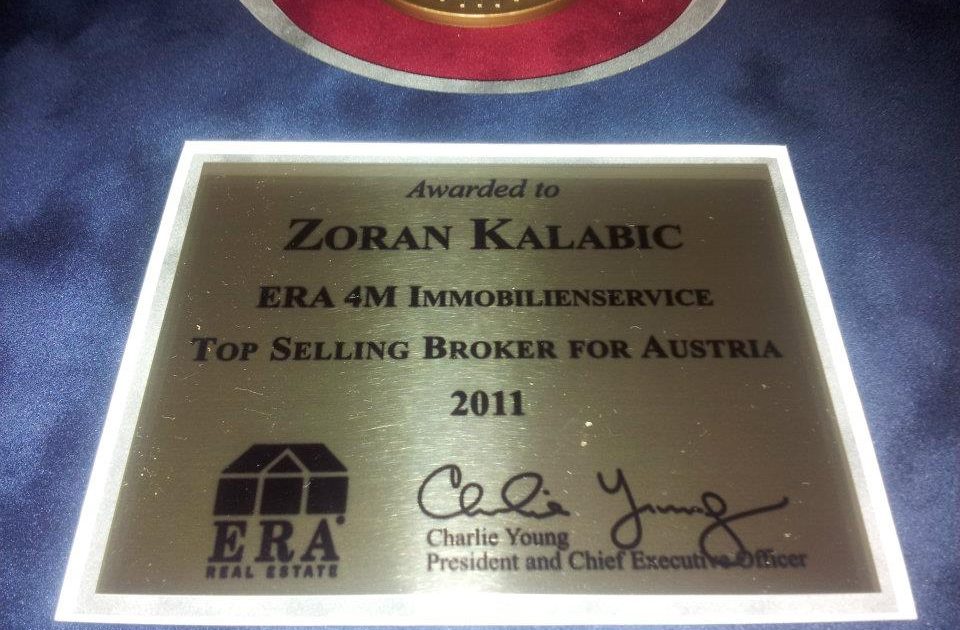 Awarded to
ZORAN KALABIC
ERA 4M IMMOBILIENSERVICE
TOP SELLING BROKER FOR AUSTRIA
2011
ERA®
REAL ESTATE
Charlie Young
Charlie Young
President and Chief Executive Officer